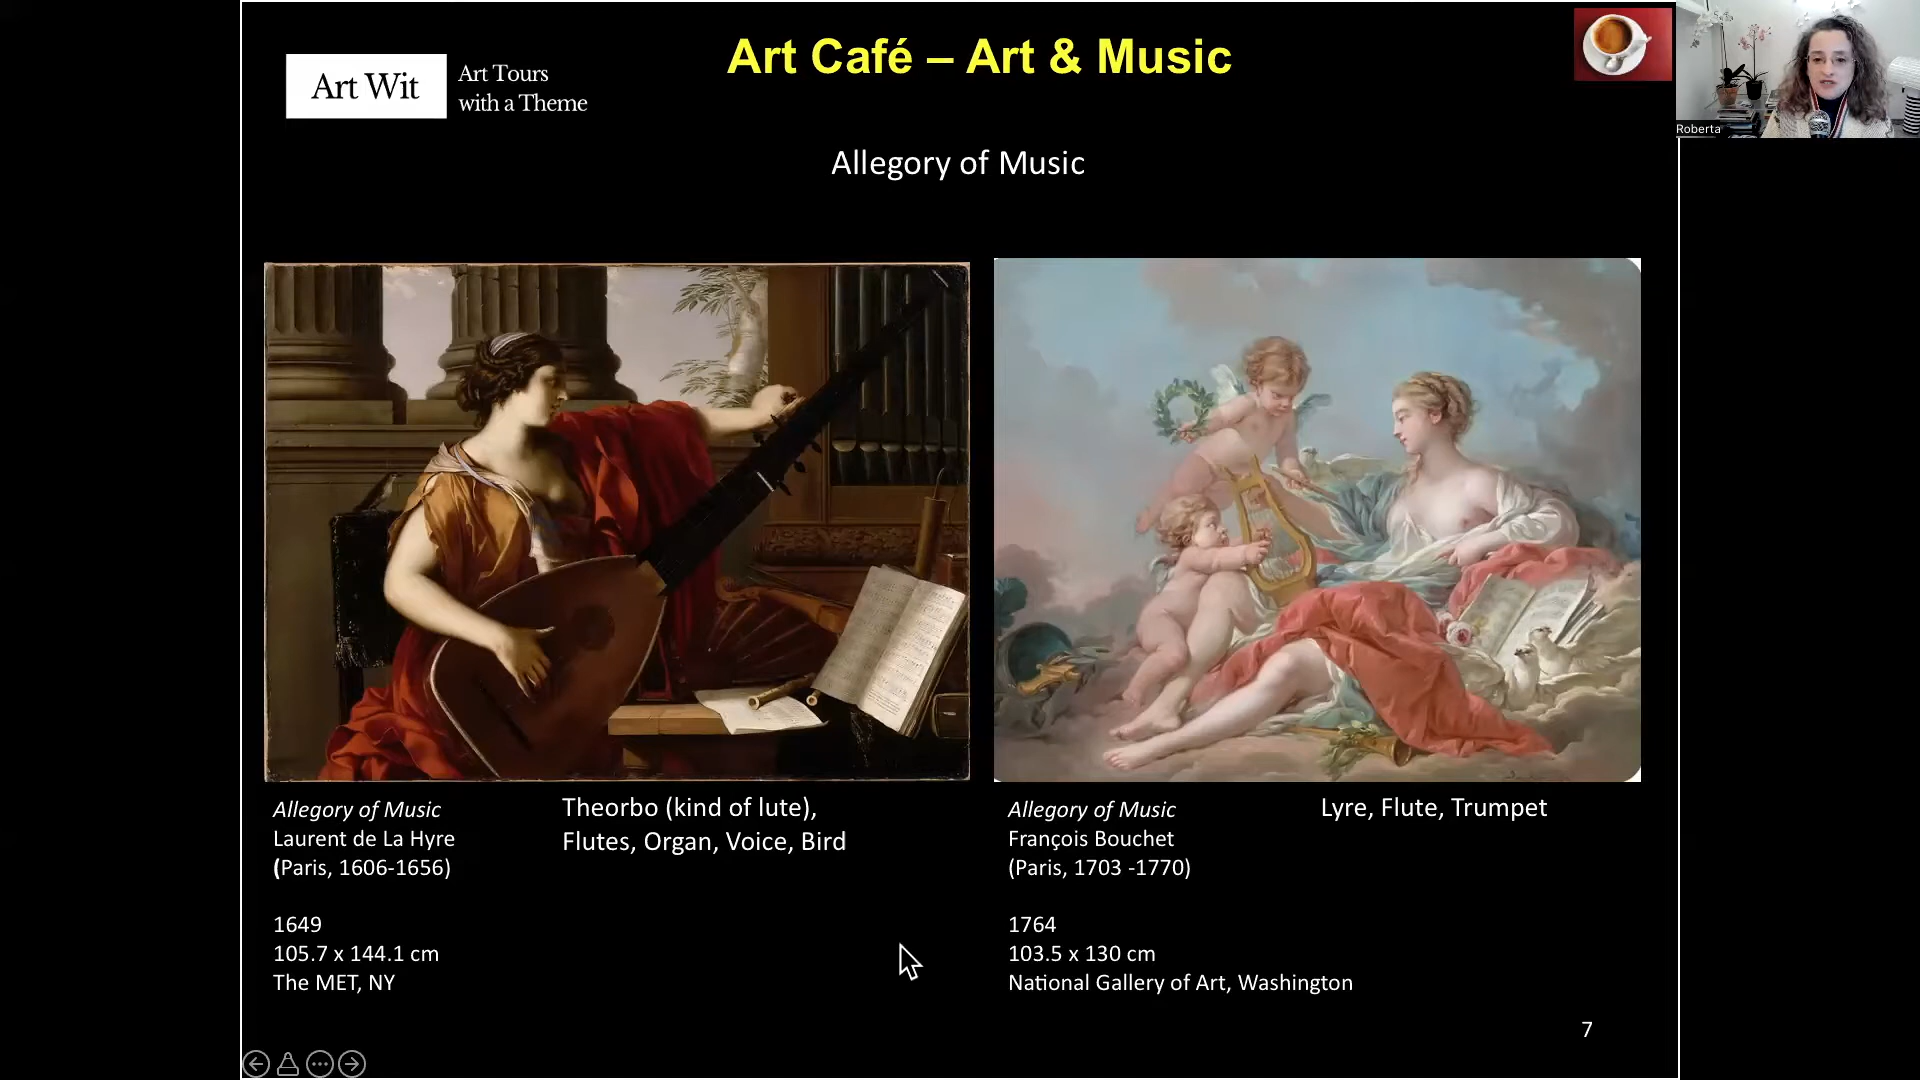 Art Café – Art & Music
Art Wit
Art Tours
with a Theme
Roberta
Allegory of Music
Allegory of Music
Laurent de La Hyre
(Paris, 1606-1656)
1649
105.7 x 144.1 cm
The MET, NY
Theorbo (kind of lute),
Flutes, Organ, Voice, Bird
Allegory of Music
François Bouchet
(Paris, 1703 -1770)
1764
103.5 x 130 cm
National Gallery of Art, Washington
Lyre, Flute, Trumpet
7